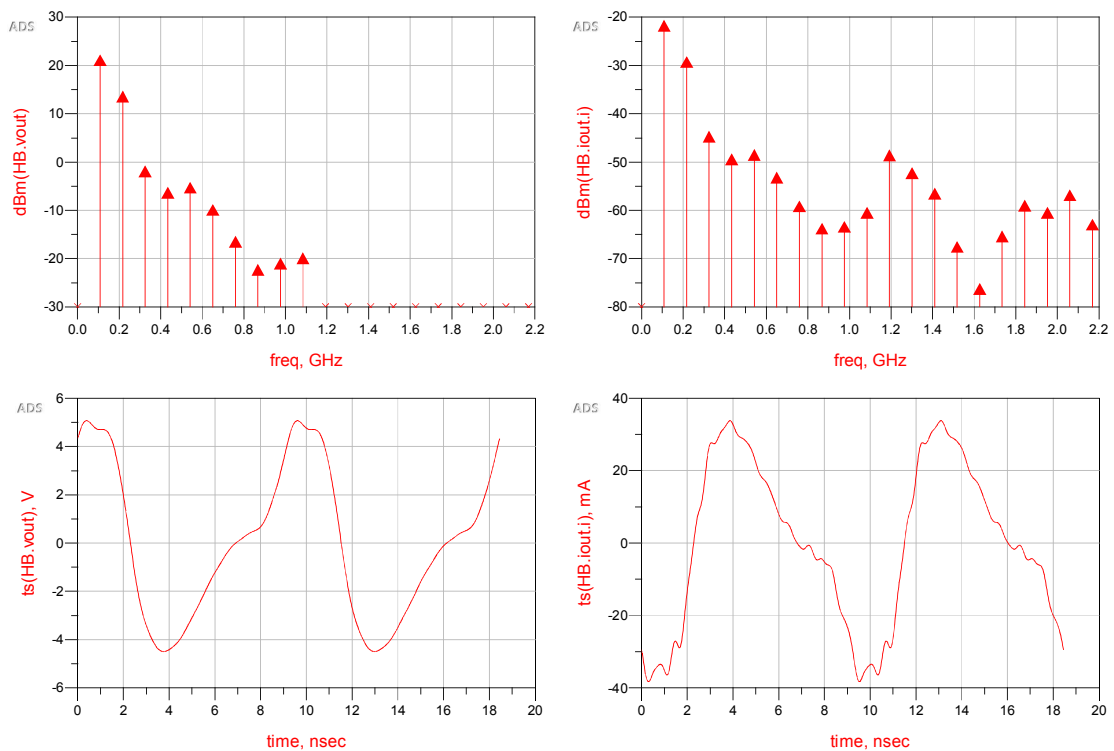 ADS
30
20
10
0
-10
-20
-30
dBm(HB.vout)
0.0 0.2 0.4 0.6 0.8 1.0 1.2 1.4 1.6 1.8 2.0 2.2
freq, GHz
ADS
-20
-30
-40
-50
-60
-70
-80
dBm(HB.iout.i)
0.0 0.2 0.4 0.6 0.8 1.0 1.2 1.4 1.6 1.8 2.0 2.2
freq, GHz
ADS
6
4
2
0
-2
-4
-6
ts(HB.vout), V
0 2 4 6 8 10 12 14 16 18 20
time, nsec
ADS
40
20
0
-20
-40
ts(HB.iout.i), mA
0 2 4 6 8 10 12 14 16 18 20
time, nsec